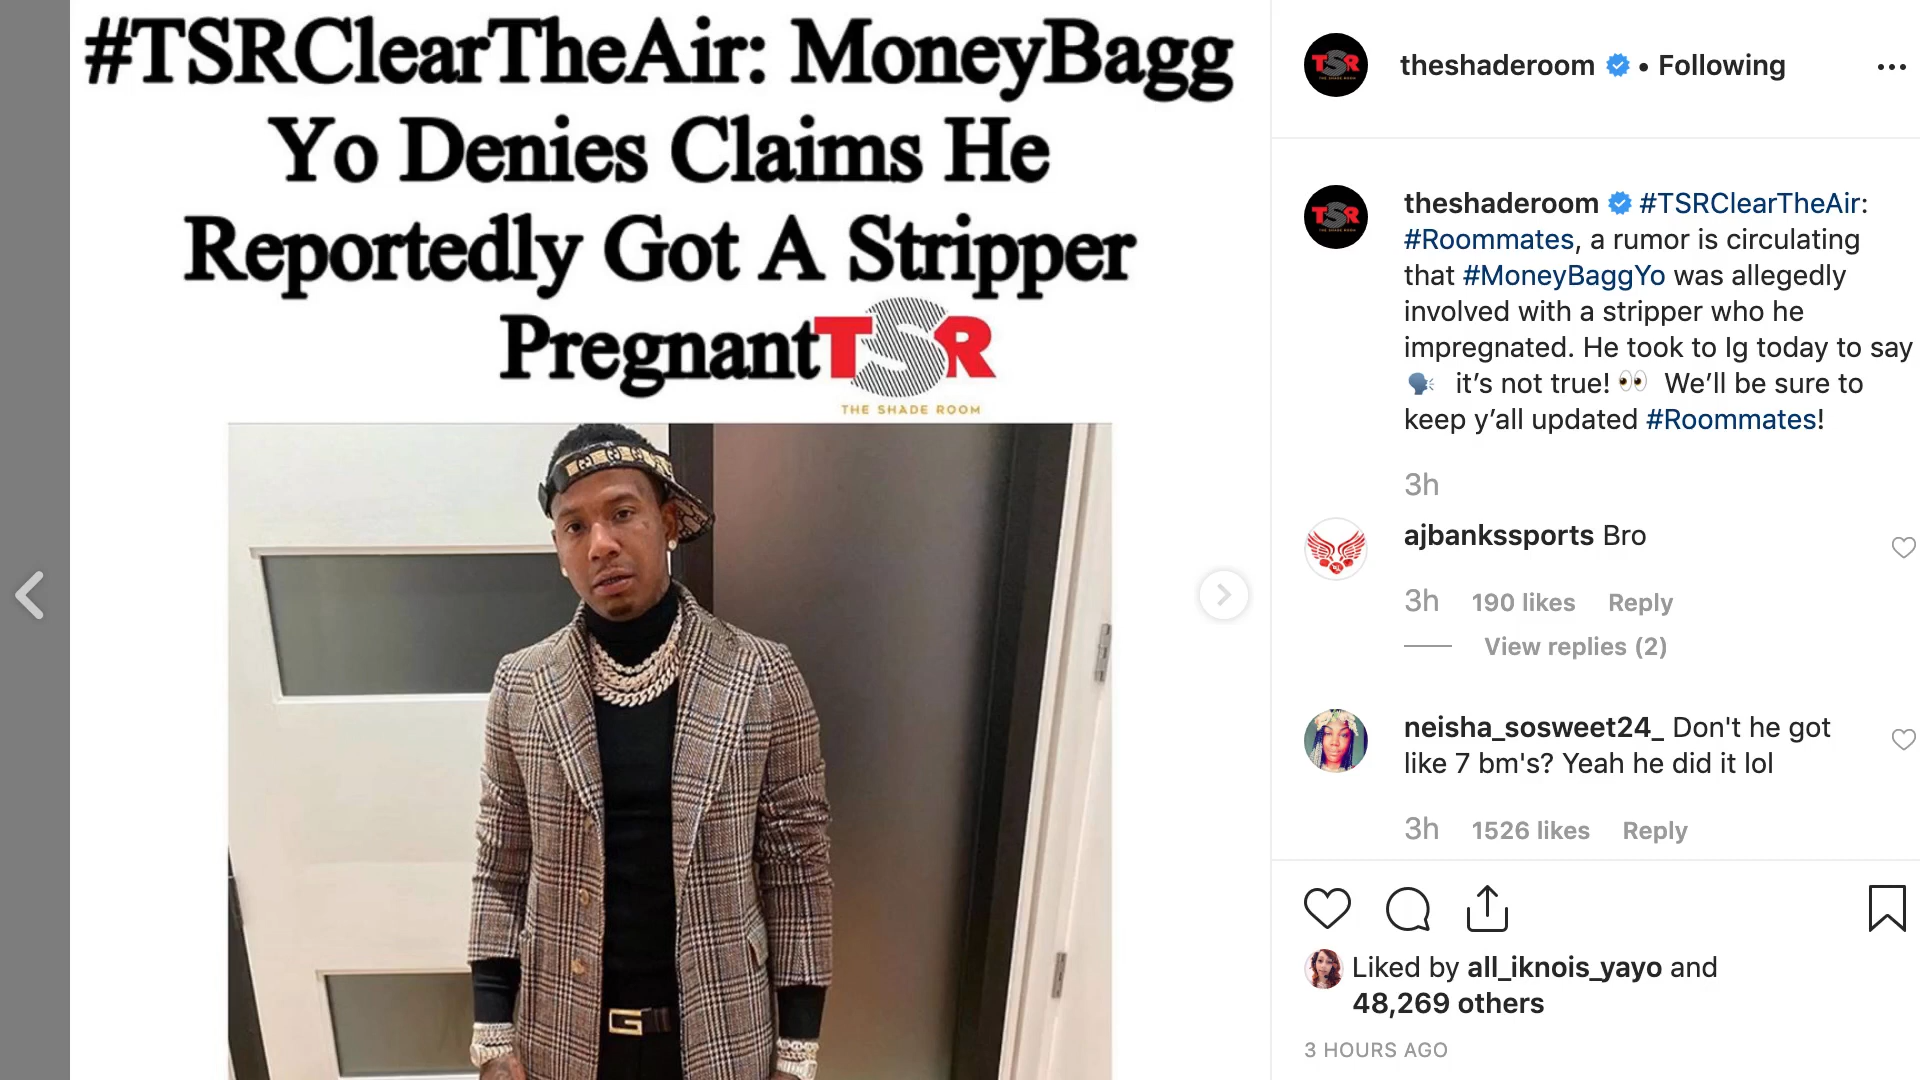 #TSRClearTheAir: MoneyBagg
Yo Denies Claims He
Reportedly Got A Stripper
Pregnant
TSR
THE SHADE ROOM
TSR
theshaderoom • Following
TSR
theshaderoom #TSRClearTheAir:
#Roommates, a rumor is circulating
that #MoneyBaggYo was allegedly
involved with a stripper who he
impregnated. He took to Ig today to say
🗣 it’s not true! 👀 We’ll be sure to
keep y’all updated #Roommates!
3h
ajbankssports Bro
3h 190 likes Reply
View replies (2)
neisha_sosweet24_ Don't he got
like 7 bm's? Yeah he did it lol
3h 1526 likes Reply
Liked by all_iknois_yayo and
48,269 others
3 HOURS AGO